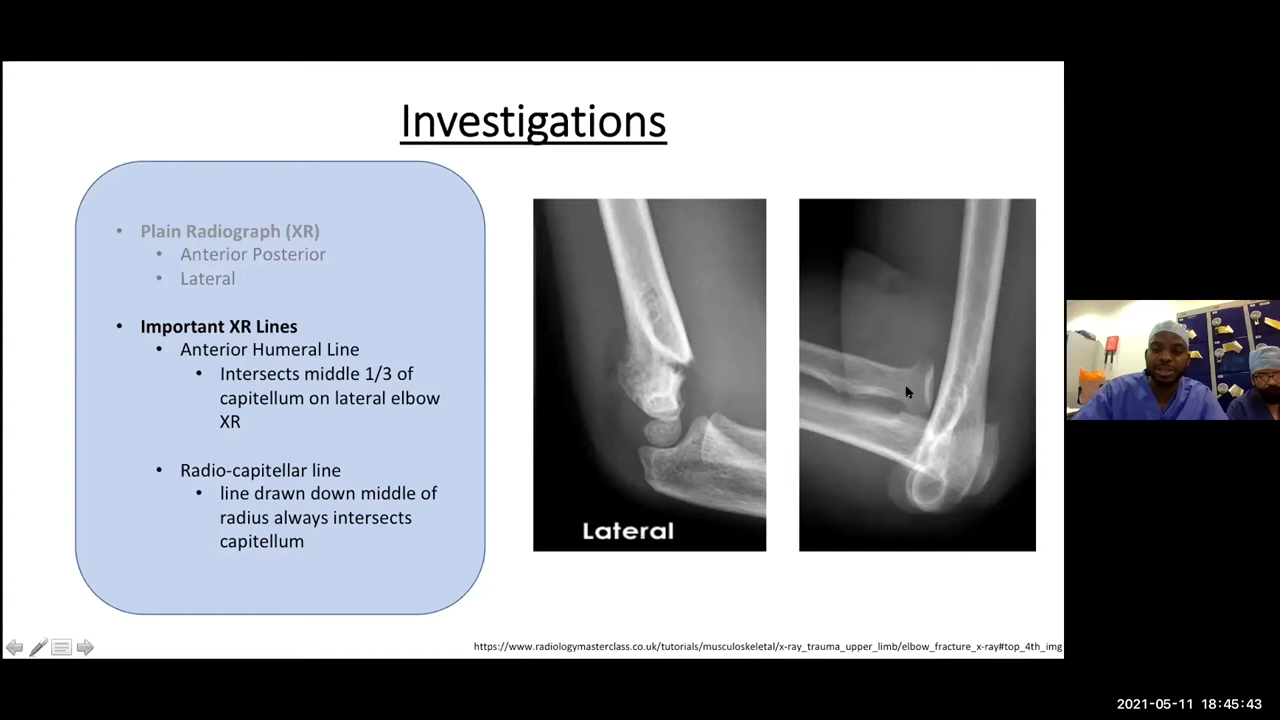 Investigations
• Plain Radiograph (XR)
• Anterior Posterior
• Lateral
• Important XR Lines
• Anterior Humeral Line
• Intersects middle 1/3 of
capitellum on lateral elbow
XR
• Radio-capitellar line
• line drawn down middle of
radius always intersects
capitellum
Lateral
https://www.radiologymasterclass.co.uk/tutorials/musculoskeletal/x-ray_trauma_upper_limb/elbow_fracture_x-ray#top_4th_img
2021-05-11 18:45:43